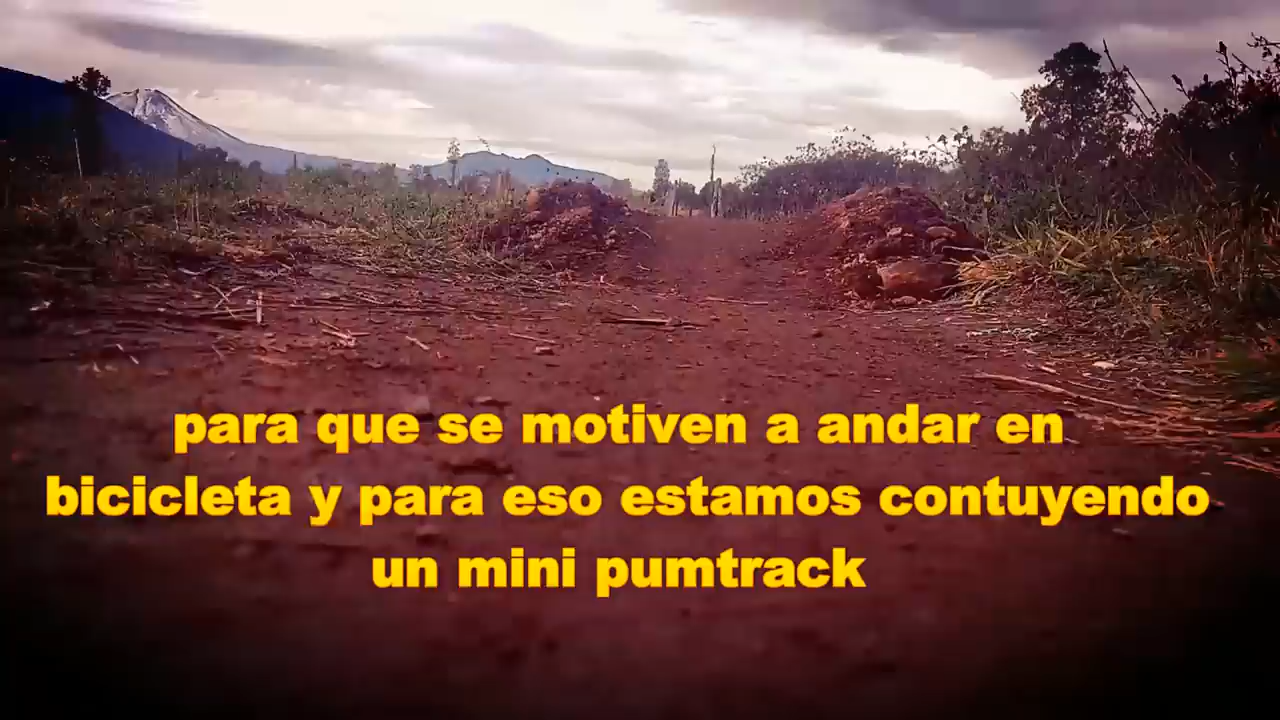 para que se motiven a andar en
bicicleta y para eso estamos contuyendo
un mini pumtrack